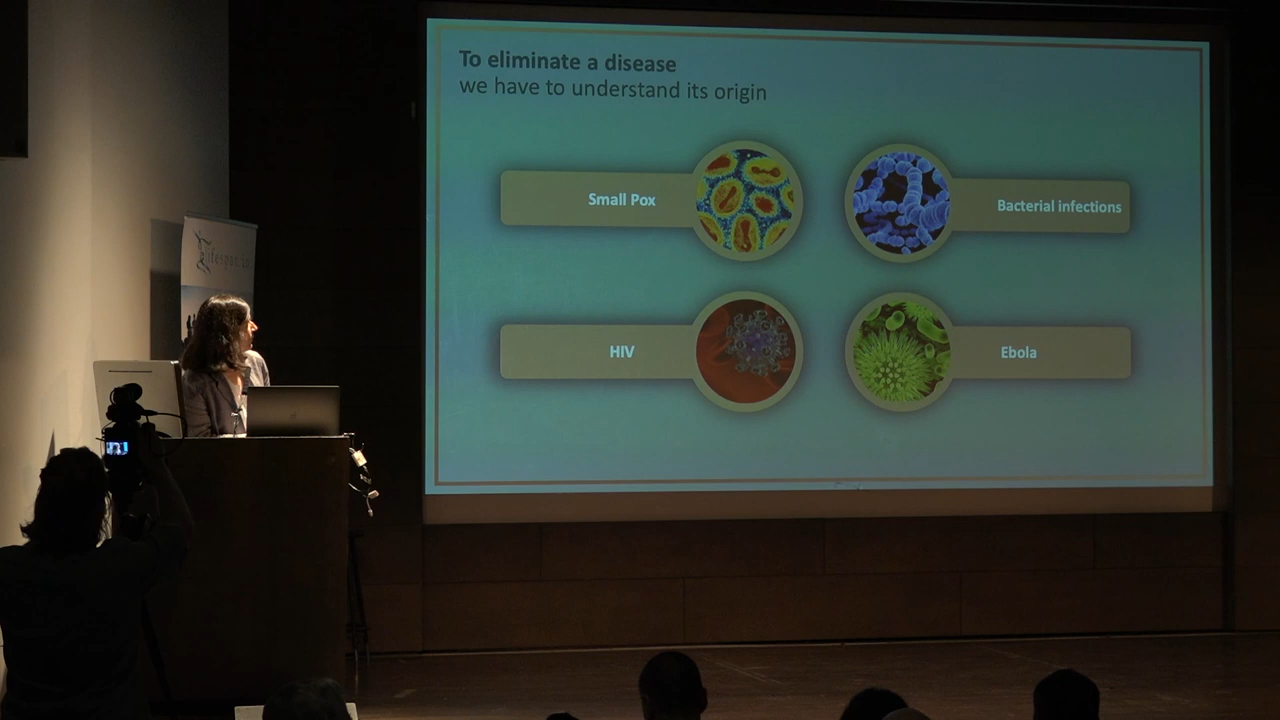 To eliminate a disease
we have to understand its origin
Small Pox
Bacterial infections
HIV
Ebola